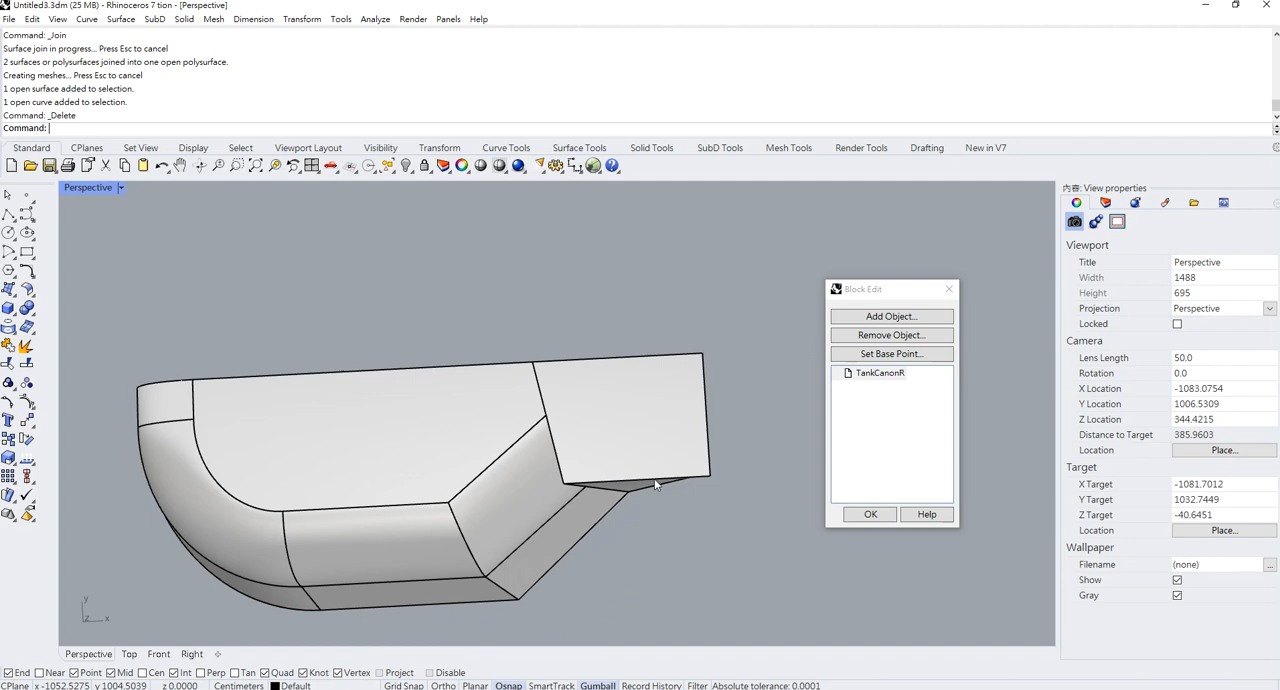 Untitled3.3dm (25 MB) - Rhinoceros 7 tion - [Perspective]
File Edit View Curve Surface SubD Solid Mesh Dimension Transform Tools Analyze Render Panels Help
Command: _Join
Surface join in progress... Press Esc to cancel
2 surfaces or polysurfaces joined into one open polysurface.
Creating meshes... Press Esc to cancel
1 open surface added to selection.
1 open curve added to selection.
Command: _Delete
Command:
Standard CPlanes Set View Display Select Viewport Layout Visibility Transform Curve Tools Surface Tools Solid Tools SubD Tools Mesh Tools Render Tools Drafting New in V7
Perspective
内容: View properties
Viewport
Title Perspective
Width 1488
Height 695
Projection Perspective
Locked
Camera
Lens Length 50.0
Rotation 0.0
X Location -1083.0754
Y Location 1006.5309
Z Location 344.4215
Distance to Target 385.9603
Location Place...
Target
X Target -1081.7012
Y Target 1032.7449
Z Target -40.6451
Location Place...
Wallpaper
Filename (none) ...
Show
Gray
Block Edit
Add Object...
Remove Object...
Set Base Point...
TankCanonR
OK Help
y
z x
Perspective Top Front Right
End Near Point Mid Cen Int Perp Tan Quad Knot Vertex Project Disable
CPlane x -1052.5275 y 1004.5039 z 0.0000 Centimeters Default Grid Snap Ortho Planar Osnap SmartTrack Gumball Record History Filter Absolute tolerance: 0.0001